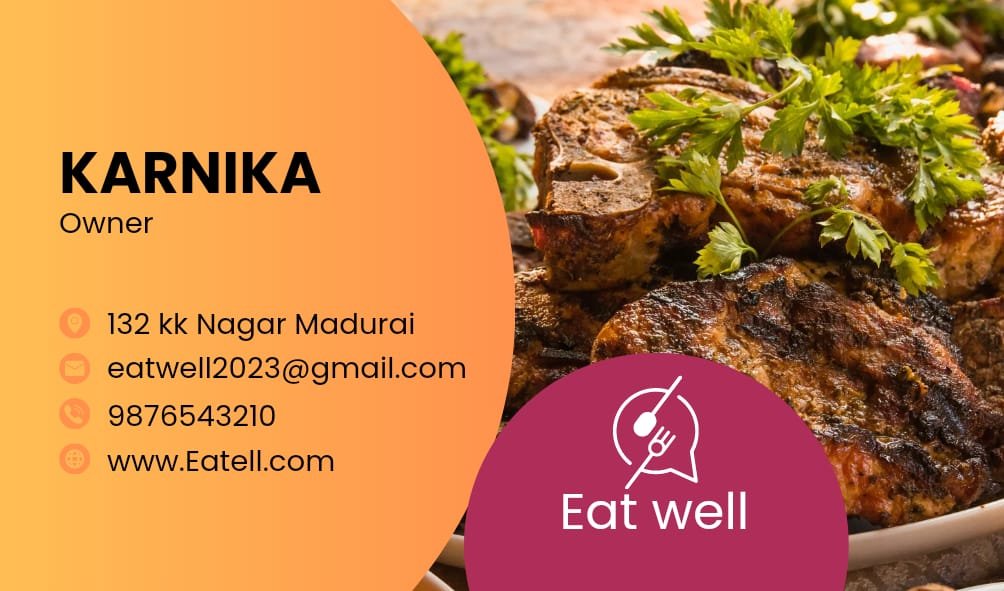 KARNIKA
Owner
132 kk Nagar Madurai
eatwell2023@gmail.com
9876543210
www.Eatell.com
Eat well